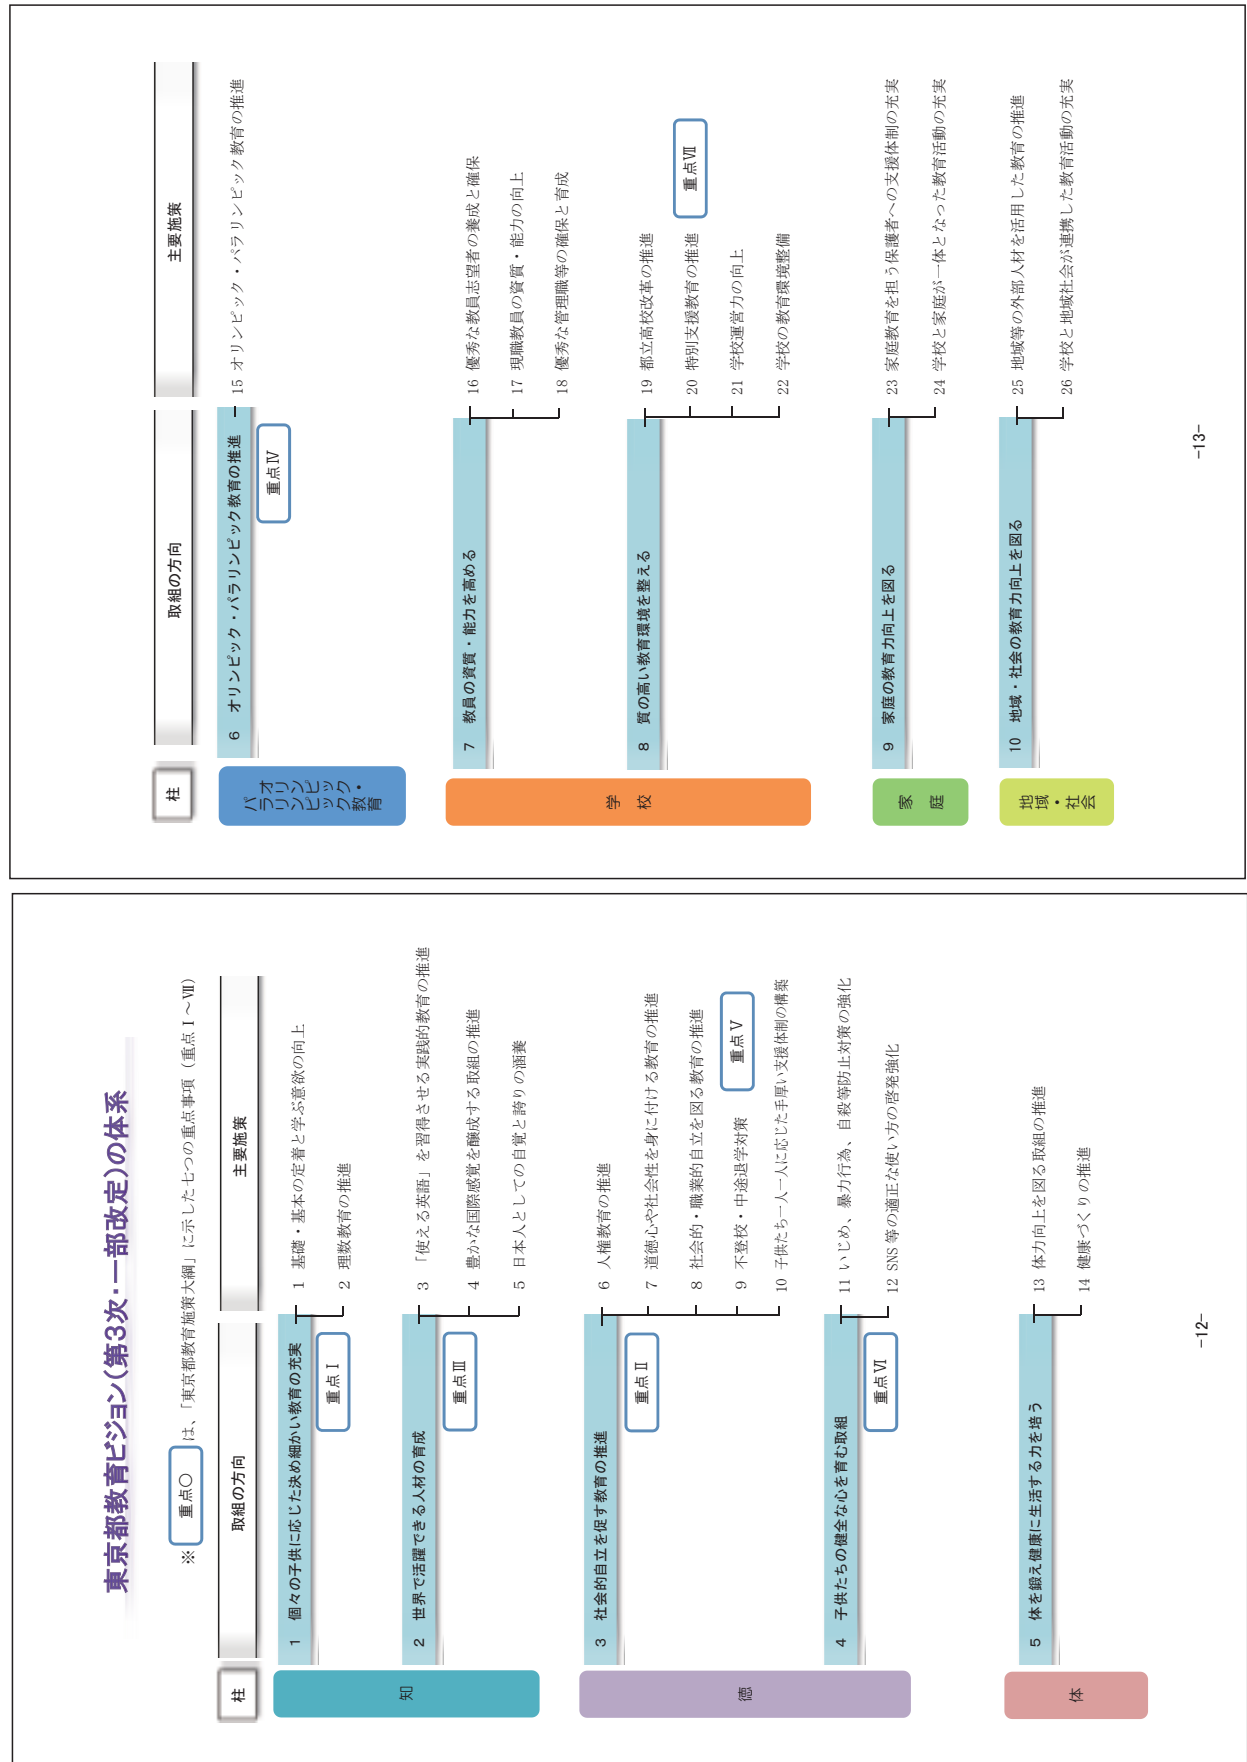 東京都教育ビジョン(第3次・一部改定)の体系
※ 重点〇 は、「東京都教育施策大綱」に示した七つの重点事項（重点Ⅰ～Ⅶ）
柱 取組の方向 主要施策
知
1 個々の子供に応じた決め細かい教育の充実
重点Ⅰ
1 基礎・基本の定着と学ぶ意欲の向上
2 理数教育の推進
2 世界で活躍できる人材の育成
重点Ⅲ
3 「使える英語」を習得させる実践的教育の推進
4 豊かな国際感覚を醸成する取組の推進
5 日本人としての自覚と誇りの涵養
徳
3 社会的自立を促す教育の推進
重点Ⅱ
6 人権教育の推進
7 道徳心や社会性を身に付ける教育の推進
8 社会的・職業的自立を図る教育の推進
9 不登校・中途退学対策
重点Ⅴ
10 子供たち一人一人に応じた手厚い支援体制の構築
4 子供たちの健全な心を育む取組
重点Ⅵ
11 いじめ、暴力行為、自殺等防止対策の強化
12 SNS 等の適正な使い方の啓発強化
体
5 体を鍛え健康に生活する力を培う
13 体力向上を図る取組の推進
14 健康づくりの推進
-12-
柱 取組の方向 主要施策
オリンピック・
パラリンピック教育
6 オリンピック・パラリンピック教育の推進
重点Ⅳ
15 オリンピック・パラリンピック教育の推進
学校
7 教員の資質・能力を高める
16 優秀な教員志望者の養成と確保
17 現職教員の資質・能力の向上
18 優秀な管理職等の確保と育成
8 質の高い教育環境を整える
19 都立高校改革の推進
20 特別支援教育の推進
重点Ⅶ
21 学校運営力の向上
22 学校の教育環境整備
家庭
9 家庭の教育力向上を図る
23 家庭教育を担う保護者への支援体制の充実
24 学校と家庭が一体となった教育活動の充実
地域・社会
10 地域・社会の教育力向上を図る
25 地域等の外部人材を活用した教育の推進
26 学校と地域社会が連携した教育活動の充実
-13-